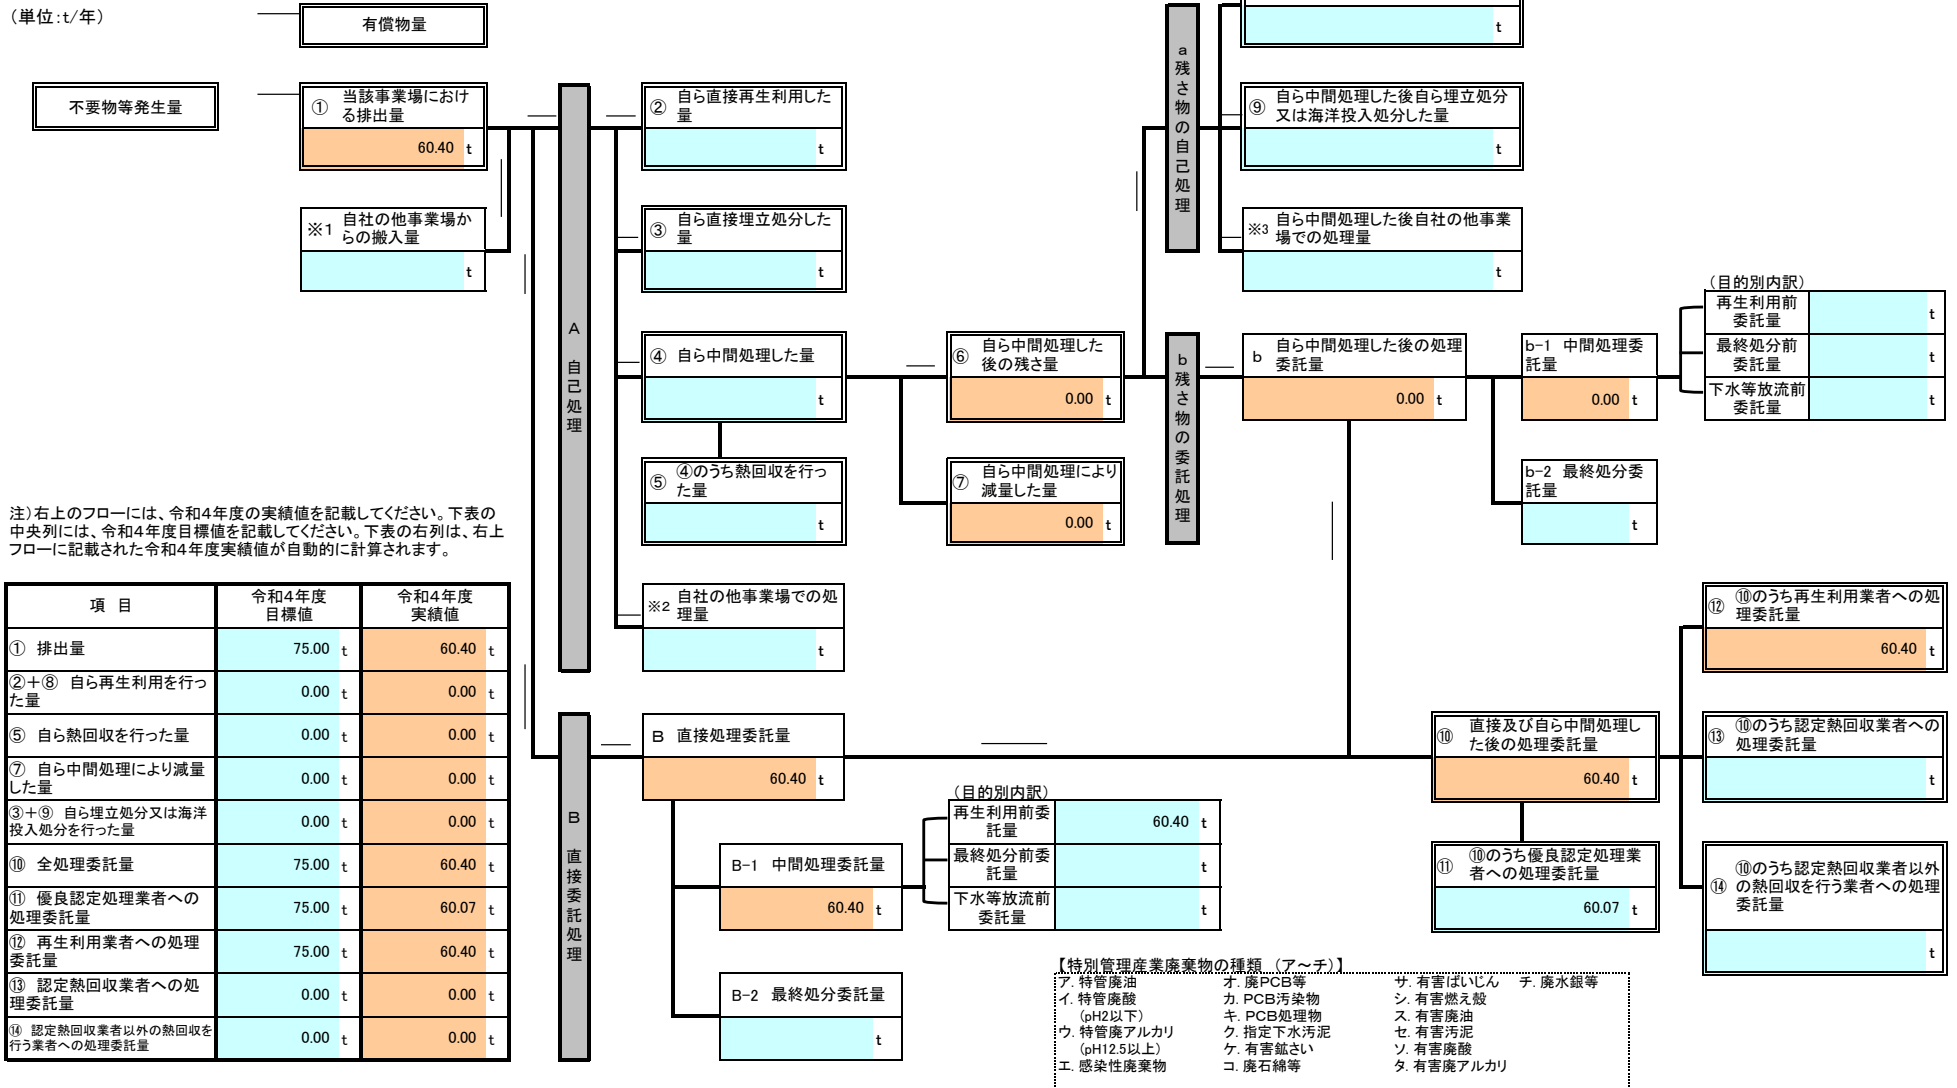 （単位：t/年）
有償物量
t
不要物等発生量
① 当該事業場におけ
る排出量
60.40 t
② 自ら直接再生利用した
量
t
a
残
さ
物
の
自
己
処
理
⑨ 自ら中間処理した後自ら埋立処分
又は海洋投入処分した量
t
※1 自社の他事業場か
らの搬入量
t
③ 自ら直接埋立処分した
量
t
※3 自ら中間処理した後自社の他事業
場での処理量
t
A
自
己
処
理
④ 自ら中間処理した量
t
⑥ 自ら中間処理した
後の残さ量
0.00 t
b
残
さ
物
の
委
託
処
理
b 自ら中間処理した後の処理
委託量
0.00 t
b-1 中間処理委
託量
0.00 t
（目的別内訳）
再生利用前
委託量
t
最終処分前
委託量
t
下水等放流前
委託量
t
⑤ ④のうち熱回収を行っ
た量
t
⑦ 自ら中間処理により
減量した量
0.00 t
b-2 最終処分委
託量
t
注）右上のフローには、令和4年度の実績値を記載してください。下表の
中央列には、令和4年度目標値を記載してください。下表の右列は、右上
フローに記載された令和4年度実績値が自動的に計算されます。
※2 自社の他事業場での処
理量
t
項 目
令和4年度
目標値
令和4年度
実績値
① 排出量 75.00 t 60.40 t
②＋⑧ 自ら再生利用を行っ
た量 0.00 t 0.00 t
⑤ 自ら熱回収を行った量 0.00 t 0.00 t
⑦ 自ら中間処理により減量
した量 0.00 t 0.00 t
③＋⑨ 自ら埋立処分又は海洋
投入処分を行った量 0.00 t 0.00 t
⑩ 全処理委託量 75.00 t 60.40 t
⑪ 優良認定処理業者への
処理委託量 75.00 t 60.07 t
⑫ 再生利用業者への処理
委託量 75.00 t 60.40 t
⑬ 認定熱回収業者への処
理委託量 0.00 t 0.00 t
⑭ 認定熱回収業者以外の熱回収を
行う業者への処理委託量 0.00 t 0.00 t
B
直
接
委
託
処
理
B 直接処理委託量
60.40 t
B-1 中間処理委託量
60.40 t
（目的別内訳）
再生利用前委
託量
60.40 t
最終処分前委
託量
t
下水等放流前
委託量
t
B-2 最終処分委託量
t
⑩ 直接及び自ら中間処理し
た後の処理委託量
60.40 t
⑪ ⑩のうち優良認定処理業
者への処理委託量
60.07 t
⑫ ⑩のうち再生利用業者への処
理委託量
60.40 t
⑬ ⑩のうち認定熱回収業者への
処理委託量
t
⑭ ⑩のうち認定熱回収業者以外
の熱回収を行う業者への処理
委託量
t
【特別管理産業廃棄物の種類 （ア～チ）】
ア. 特管廃油 オ. 廃PCB等 サ. 有害ばいじん チ. 廃水銀等
イ. 特管廃酸 カ. PCB汚染物 シ. 有害燃え殻
（pH2以下） キ. PCB処理物 ス. 有害廃油
ウ. 特管廃アルカリ ク. 指定下水汚泥 セ. 有害汚泥
（pH12.5以上） ケ. 有害鉱さい ソ. 有害廃酸
エ. 感染性廃棄物 コ. 廃石綿等 タ. 有害廃アルカリ